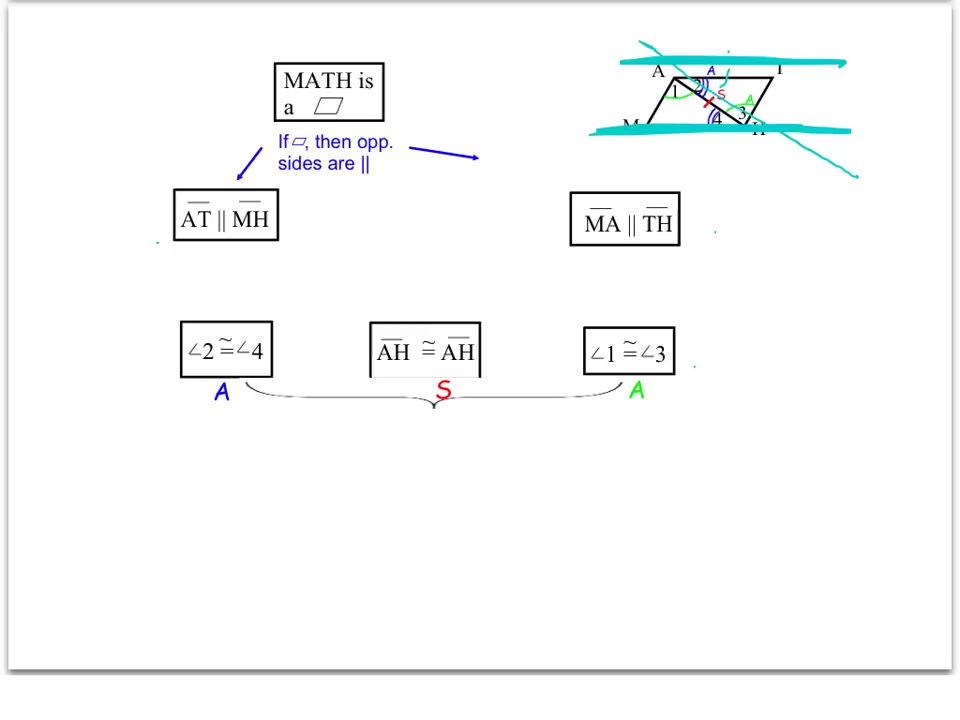 MATH is
a ▱
If ▱, then opp.
sides are ||
A
1
2
A
S
A
3
4
AT || MH
MA || TH
∠2 ≅ ∠4
AH ≅ AH
∠1 ≅ ∠3
A
S
A